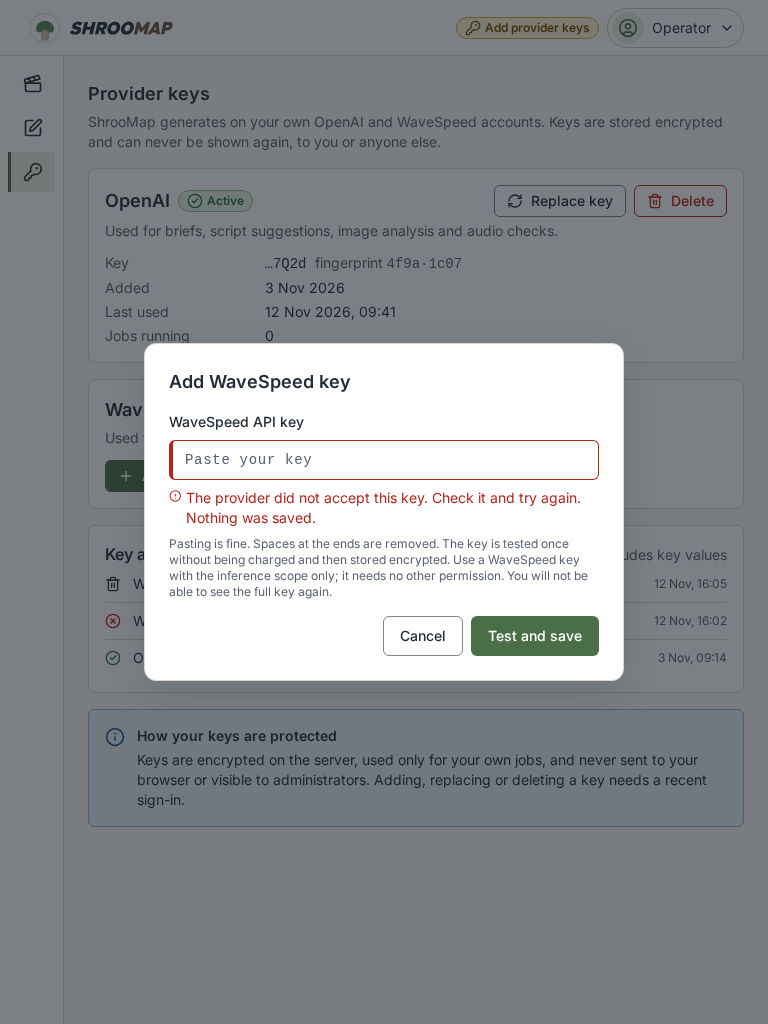 SHROOMAP
Add provider keys
Operator
Provider keys
ShrooMap generates on your own OpenAI and WaveSpeed accounts. Keys are stored encrypted
and can never be shown again, to you or anyone else.
OpenAI
Active
Replace key
Delete
Used for briefs, script suggestions, image analysis and audio checks.
Key
…7Q2d fingerprint 4f9a·1c07
Added
3 Nov 2026
Last used
12 Nov 2026, 09:41
Jobs running
0
Add WaveSpeed key
WaveSpeed API key
Paste your key
The provider did not accept this key. Check it and try again.
Nothing was saved.
Pasting is fine. Spaces at the ends are removed. The key is tested once
without being charged and then stored encrypted. Use a WaveSpeed key
with the inference scope only; it needs no other permission. You will not be
able to see the full key again.
Cancel
Test and save
Used
Key
key values
12 Nov, 16:05
12 Nov, 16:02
3 Nov, 09:14
How your keys are protected
Keys are encrypted on the server, used only for your own jobs, and never sent to your
browser or visible to administrators. Adding, replacing or deleting a key needs a recent
sign-in.